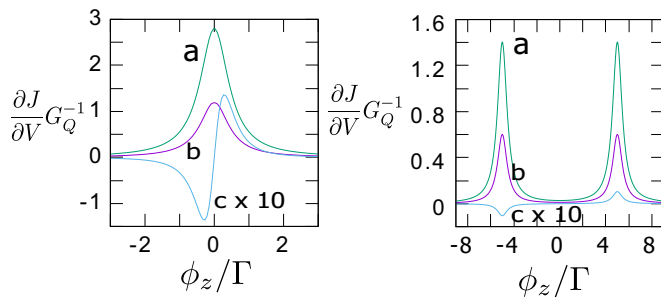 3
2
1
0
-1
a
b
c x 10
∂J/∂V G_Q^{-1}
-2 0 2
ϕ_z/Γ
1.6
1.2
0.8
0.4
0
a
b
c x 10
∂J/∂V G_Q^{-1}
-8 -4 0 4 8
ϕ_z/Γ